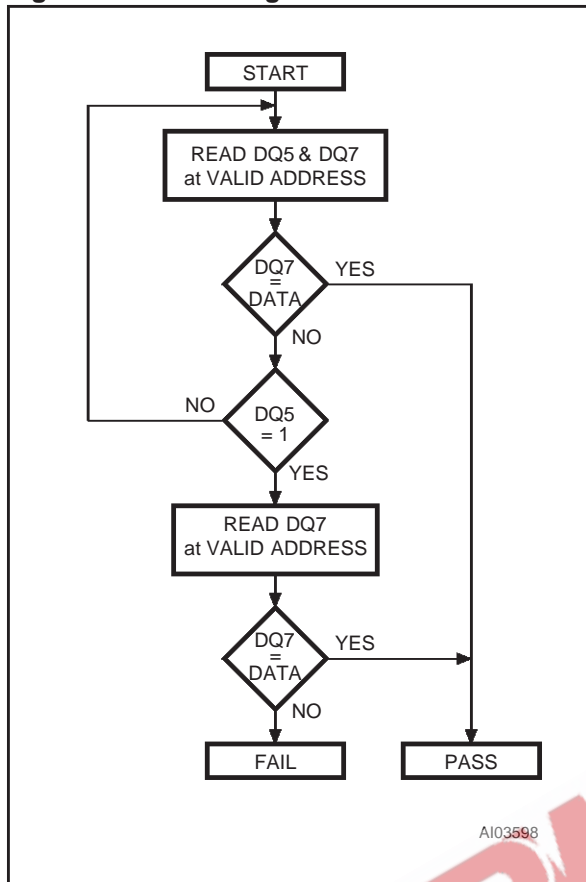 START
READ DQ5 & DQ7
at VALID ADDRESS
DQ7
=
DATA
YES
NO
NO
DQ5
= 1
YES
READ DQ7
at VALID ADDRESS
DQ7
=
DATA
YES
NO
FAIL
PASS
AI03598